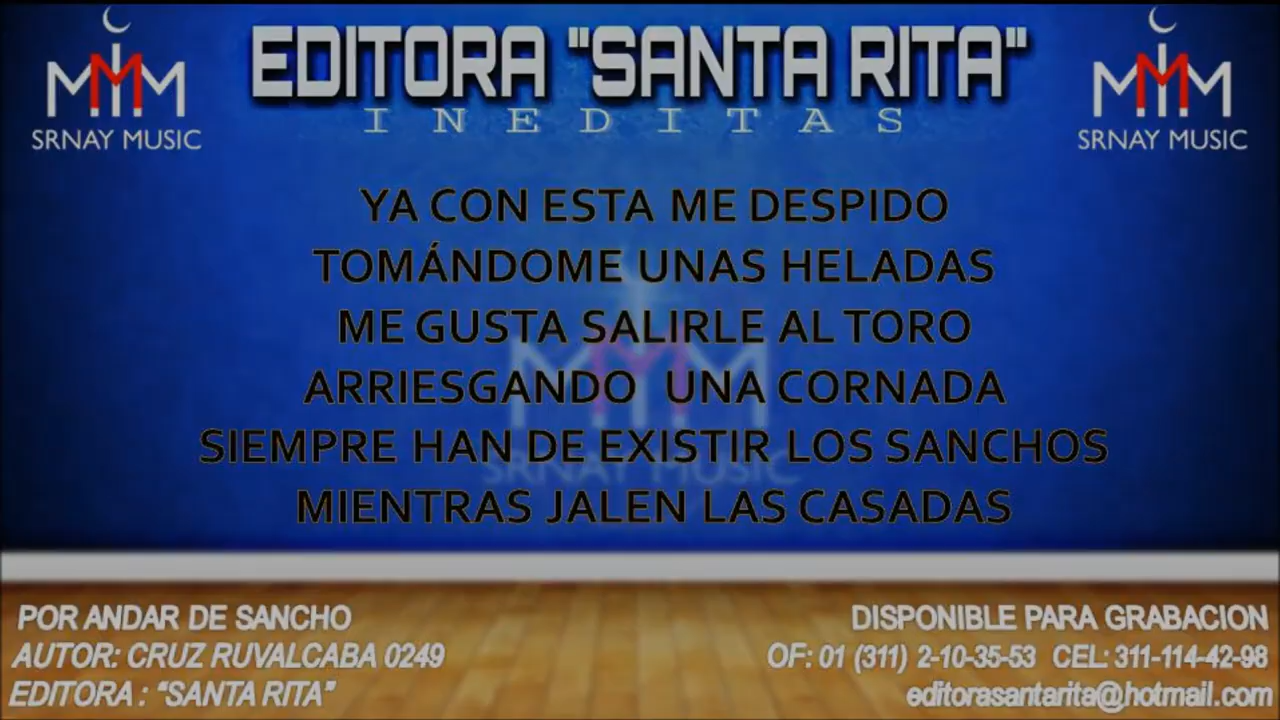 EDITORA "SANTA RITA"
INEDITAS
SRNAY MUSIC
SRNAY MUSIC
YA CON ESTA ME DESPIDO
TOMÁNDOME UNAS HELADAS
ME GUSTA SALIRLE AL TORO
ARRIESGANDO UNA CORNADA
SIEMPRE HAN DE EXISTIR LOS SANCHOS
MIENTRAS JALEN LAS CASADAS
SRNAY MUSIC
POR ANDAR DE SANCHO
AUTOR: CRUZ RUVALCABA 0249
EDITORA : "SANTA RITA"
DISPONIBLE PARA GRABACION
OF: 01 (311) 2-10-35-53 CEL: 311-114-42-98
editorasantarita@hotmail.com